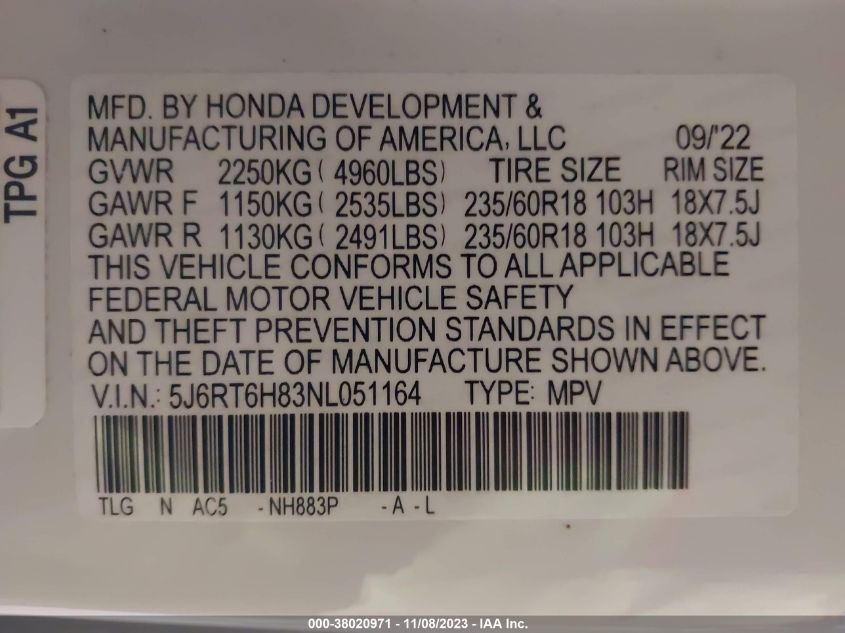 TPG A1
MFD. BY HONDA DEVELOPMENT &
MANUFACTURING OF AMERICA, LLC 09/'22
GVWR 2250KG ( 4960LBS) TIRE SIZE RIM SIZE
GAWR F 1150KG ( 2535LBS) 235/60R18 103H 18X7.5J
GAWR R 1130KG ( 2491LBS) 235/60R18 103H 18X7.5J
THIS VEHICLE CONFORMS TO ALL APPLICABLE
FEDERAL MOTOR VEHICLE SAFETY
AND THEFT PREVENTION STANDARDS IN EFFECT
ON THE DATE OF MANUFACTURE SHOWN ABOVE.
V.I.N.: 5J6RT6H83NL051164 TYPE: MPV
TLG N AC5 -NH883P -A -L
000-38020971 - 11/08/2023 - IAA Inc.